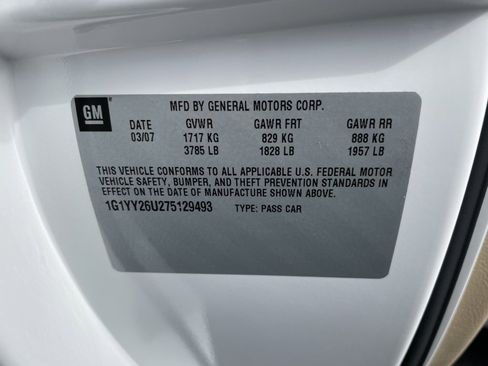 MFD BY GENERAL MOTORS CORP.
GM
DATE GVWR GAWR FRT GAWR RR
03/07 1717 KG 829 KG 888 KG
3785 LB 1828 LB 1957 LB
THIS VEHICLE CONFORMS TO ALL APPLICABLE U.S. FEDERAL MOTOR
VEHICLE SAFETY, BUMPER, AND THEFT PREVENTION STANDARDS IN
EFFECT ON THE DATE OF MANUFACTURE SHOWN ABOVE.
1G1YY26U275129493 TYPE: PASS CAR